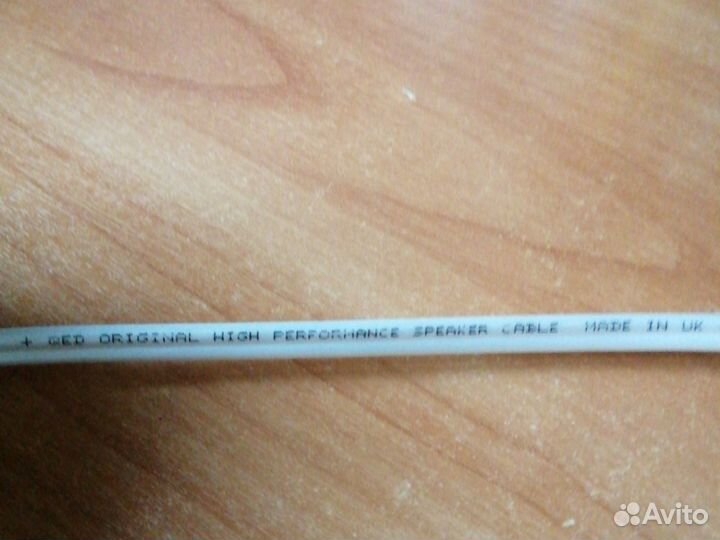 + QED ORIGINAL HIGH PERFORMANCE SPEAKER CABLE MADE IN UK
Avito